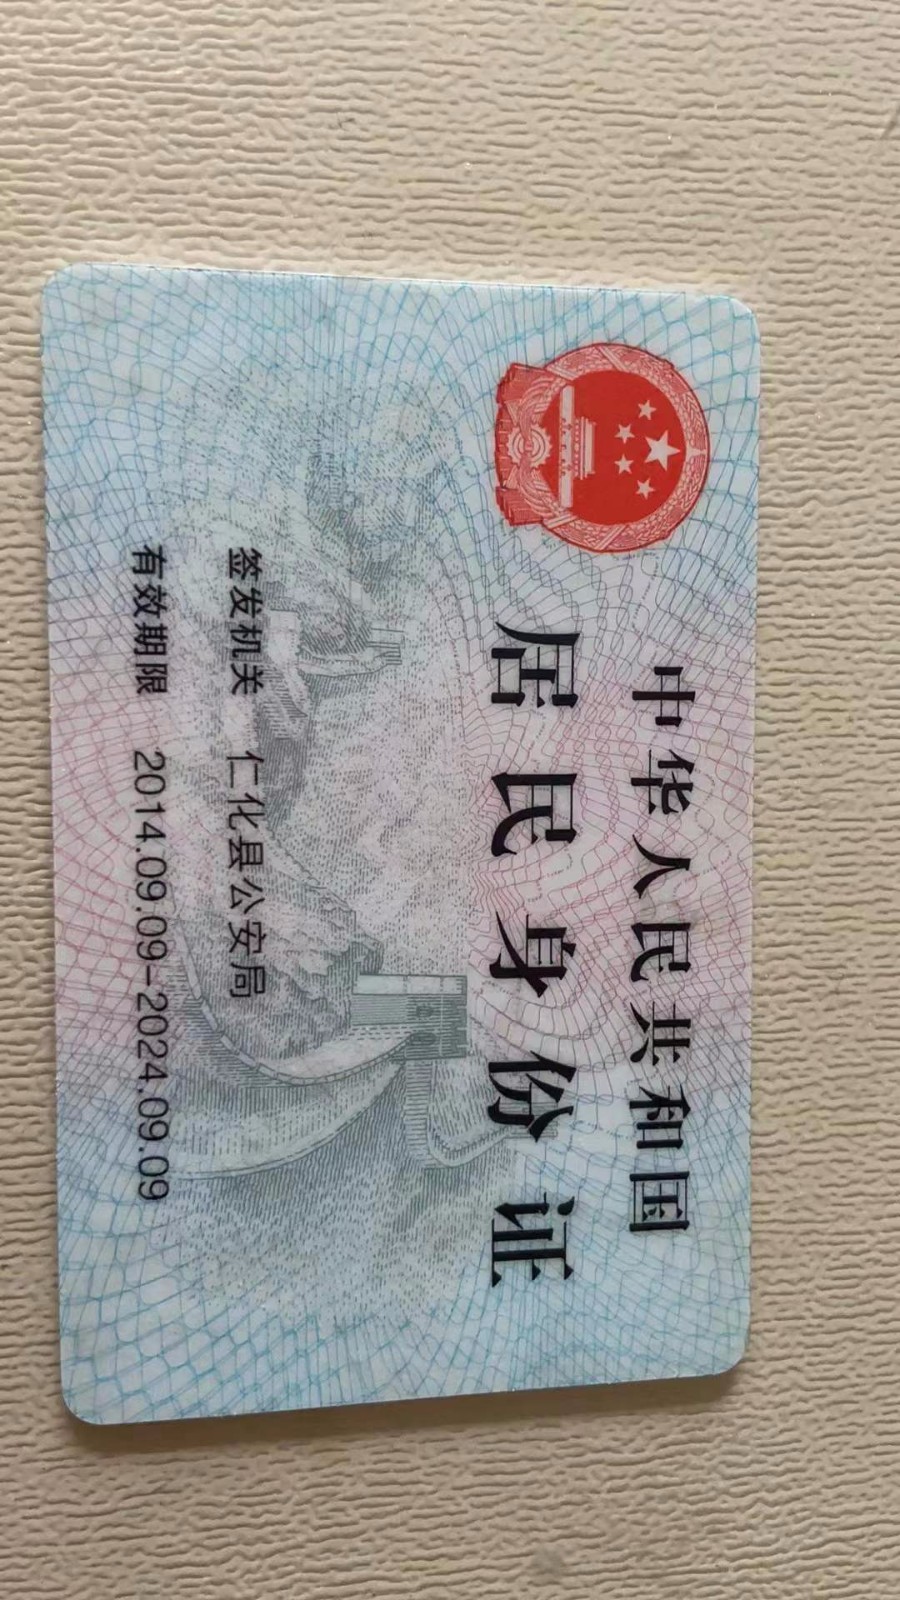 中华人民共和国
居民身份证
签发机关 仁化县公安局
有效期限 2014.09.09-2024.09.09